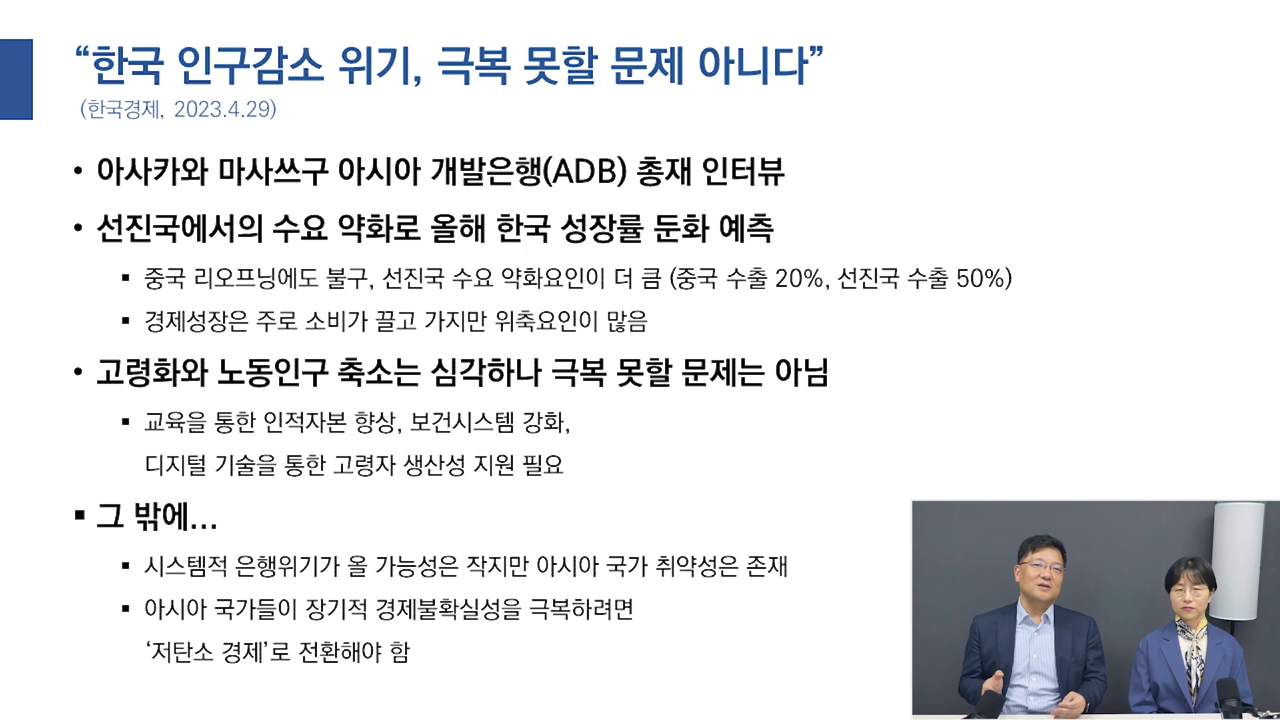 “한국 인구감소 위기, 극복 못할 문제 아니다”
(한국경제, 2023.4.29)
• 아사카와 마사쓰구 아시아 개발은행(ADB) 총재 인터뷰
• 선진국에서의 수요 약화로 올해 한국 성장률 둔화 예측
▪ 중국 리오프닝에도 불구, 선진국 수요 약화요인이 더 큼 (중국 수출 20%, 선진국 수출 50%)
▪ 경제성장은 주로 소비가 끌고 가지만 위축요인이 많음
• 고령화와 노동인구 축소는 심각하나 극복 못할 문제는 아님
▪ 교육을 통한 인적자본 향상, 보건시스템 강화,
디지털 기술을 통한 고령자 생산성 지원 필요
▪ 그 밖에...
▪ 시스템적 은행위기가 올 가능성은 작지만 아시아 국가 취약성은 존재
▪ 아시아 국가들이 장기적 경제불확실성을 극복하려면
‘저탄소 경제’로 전환해야 함